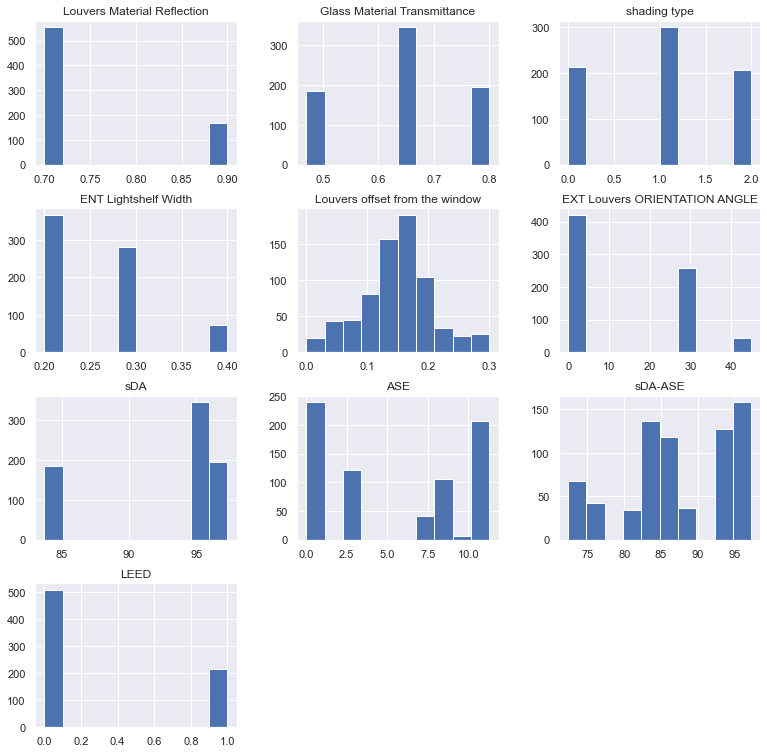 Louvers Material Reflection
500
400
300
200
100
0
0.70 0.75 0.80 0.85 0.90
Glass Material Transmittance
300
200
100
0
0.5 0.6 0.7 0.8
shading type
300
200
100
0
0.0 0.5 1.0 1.5 2.0
ENT Lightshelf Width
300
200
100
0
0.20 0.25 0.30 0.35 0.40
Louvers offset from the window
150
100
50
0
0.0 0.1 0.2 0.3
EXT Louvers ORIENTATION ANGLE
400
300
200
100
0
0 10 20 30 40
sDA
300
200
100
0
85 90 95
ASE
250
200
150
100
50
0
0.0 2.5 5.0 7.5 10.0
sDA-ASE
150
100
50
0
75 80 85 90 95
LEED
500
400
300
200
100
0
0.0 0.2 0.4 0.6 0.8 1.0